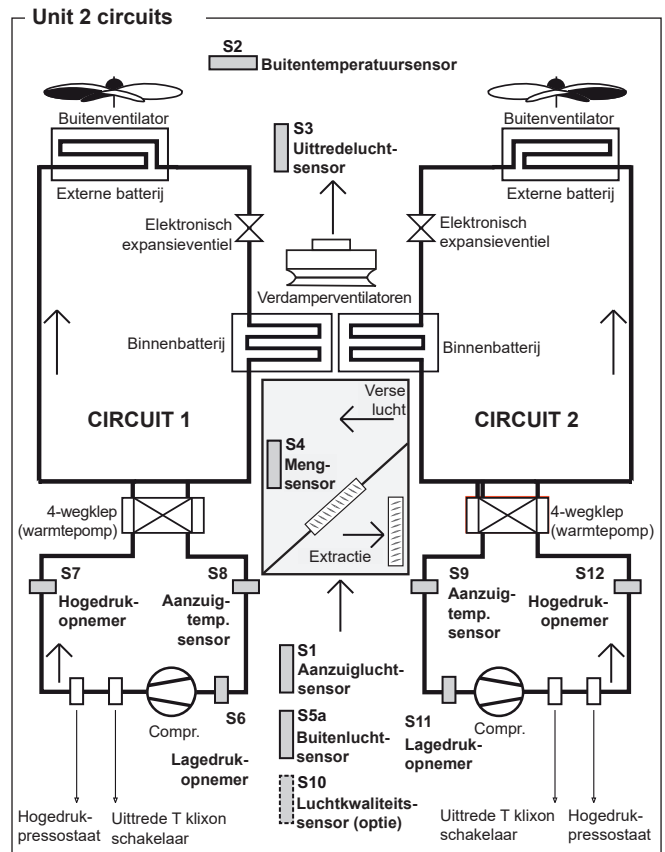 Unit 2 circuits
S2
Buitentemperatuursensor
Buitenventilator
Externe batterij
S3
Uittredelucht-
sensor
Buitenventilator
Externe batterij
Elektronisch
expansieventiel
Elektronisch
expansieventiel
Verdamperventilatoren
Binnenbatterij
Binnenbatterij
CIRCUIT 1
Verse
lucht
S4
Meng-
sensor
Extractie
CIRCUIT 2
4-wegklep
(warmtepomp)
4-wegklep
(warmtepomp)
S7
Hogedruk-
opnemer
S8
Aanzuig-
temp.
sensor
S9
Aanzuig-
temp.
sensor
S12
Hogedruk-
opnemer
S1
Aanzuiglucht-
sensor
S6
Compr.
Lagedruk-
opnemer
S5a
Buitenlucht-
sensor
S11
Compr.
Lagedruk-
opnemer
S10
Luchtkwaliteits-
sensor (optie)
Hogedruk-
pressostaat
Uittrede T klixon
schakelaar
Uittrede T klixon
schakelaar
Hogedruk-
pressostaat